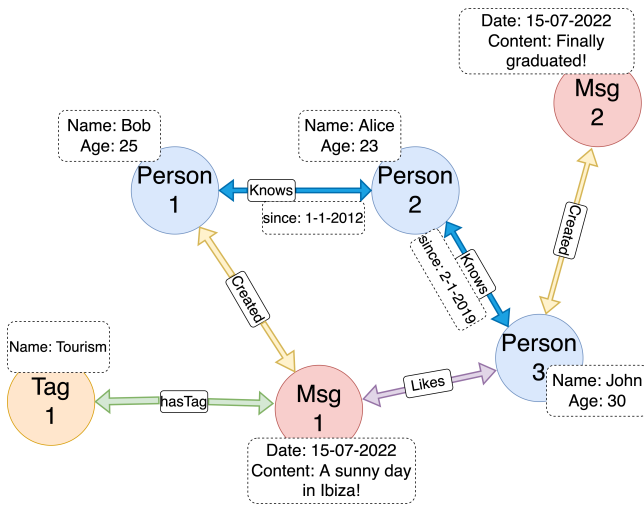 Date: 15-07-2022
Content: Finally
graduated!
Msg
2
Name: Bob
Age: 25
Person
1
Knows
since: 1-1-2012
Name: Alice
Age: 23
Person
2
Created
since: 2-1-2019
Knows
Created
Name: Tourism
Tag
1
hasTag
Msg
1
Likes
Person
3
Name: John
Age: 30
Date: 15-07-2022
Content: A sunny day
in Ibiza!